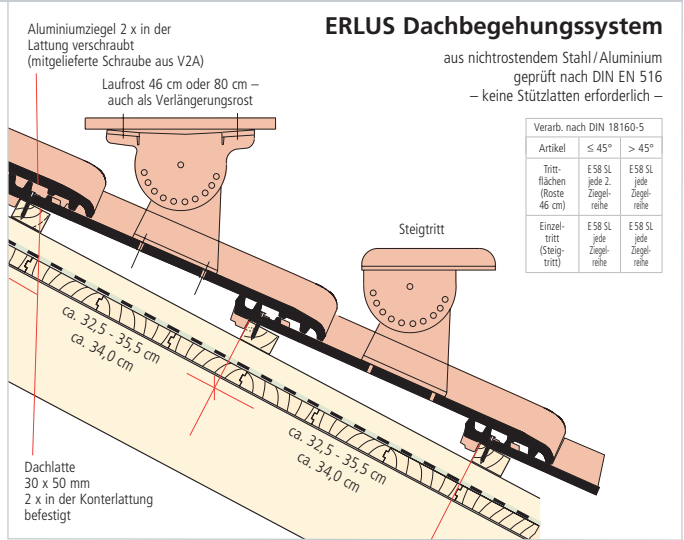 ERLUS Dachbegehungssystem
aus nichtrostendem Stahl/Aluminium
geprüft nach DIN EN 516
– keine Stützlatten erforderlich –
Aluminiumziegel 2 x in der
Lattung verschraubt
(mitgelieferte Schraube aus V2A)
Laufrost 46 cm oder 80 cm –
auch als Verlängerungsrost
Verarb. nach DIN 18160-5
Artikel ≤ 45° > 45°
Tritt- E 58 SL E 58 SL
flächen jede 2. jede
(Roste Ziegel- Ziegel-
46 cm) reihe reihe
Einzel- E 58 SL E 58 SL
tritt jede jede
(Steig- Ziegel- Ziegel-
tritt) reihe reihe
Steigtritt
ca. 32,5 - 35,5 cm
ca. 34,0 cm
ca. 32,5 - 35,5 cm
ca. 34,0 cm
Dachlatte
30 x 50 mm
2 x in der Konterlattung
befestigt